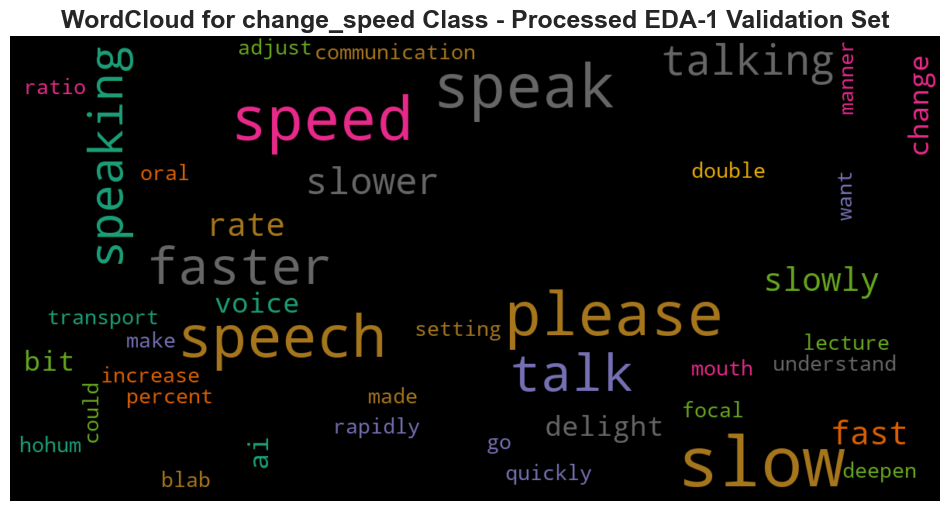 WordCloud for change_speed Class - Processed EDA-1 Validation Set
adjust
communication
talking
manner
change
ratio
speaking
speed
speak
oral
slower
double
want
rate
faster
slowly
voice
transport
speech
setting
please
make
bit
talk
lecture
understand
mouth
increase
percent
made
could
focal
rapidly
delight
fast
hohum
ai
go
slow
blab
quickly
deepen